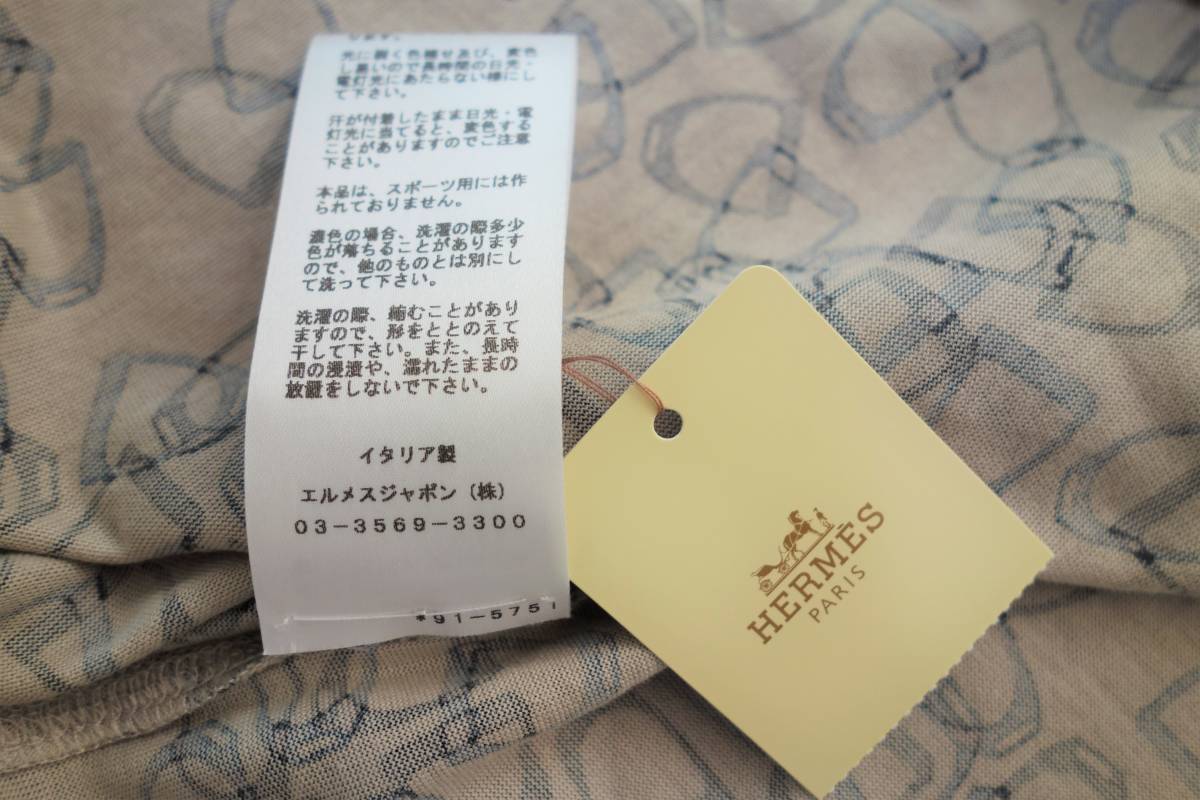 します。
光に弱く色褪せ及び、変色
し易いので長時間の日光・
電灯光にあたらない様にし
て下さい。
汗が付着したまま日光・電
灯光に当てると、変色する
ことがありますのでご注意
下さい。
本品は、スポーツ用には作
られておりません。
濃色の場合、洗濯の際多少
色が落ちることがあります
ので、他のものとは別にし
て洗って下さい。
洗濯の際、縮むことがあり
ますので、形をととのえて
干して下さい。また、長時
間の浸漬や、濡れたままの
放置をしないで下さい。
イタリア製
エルメスジャポン（株）
03-3569-3300
*91-5751
HERMÈS
PARIS